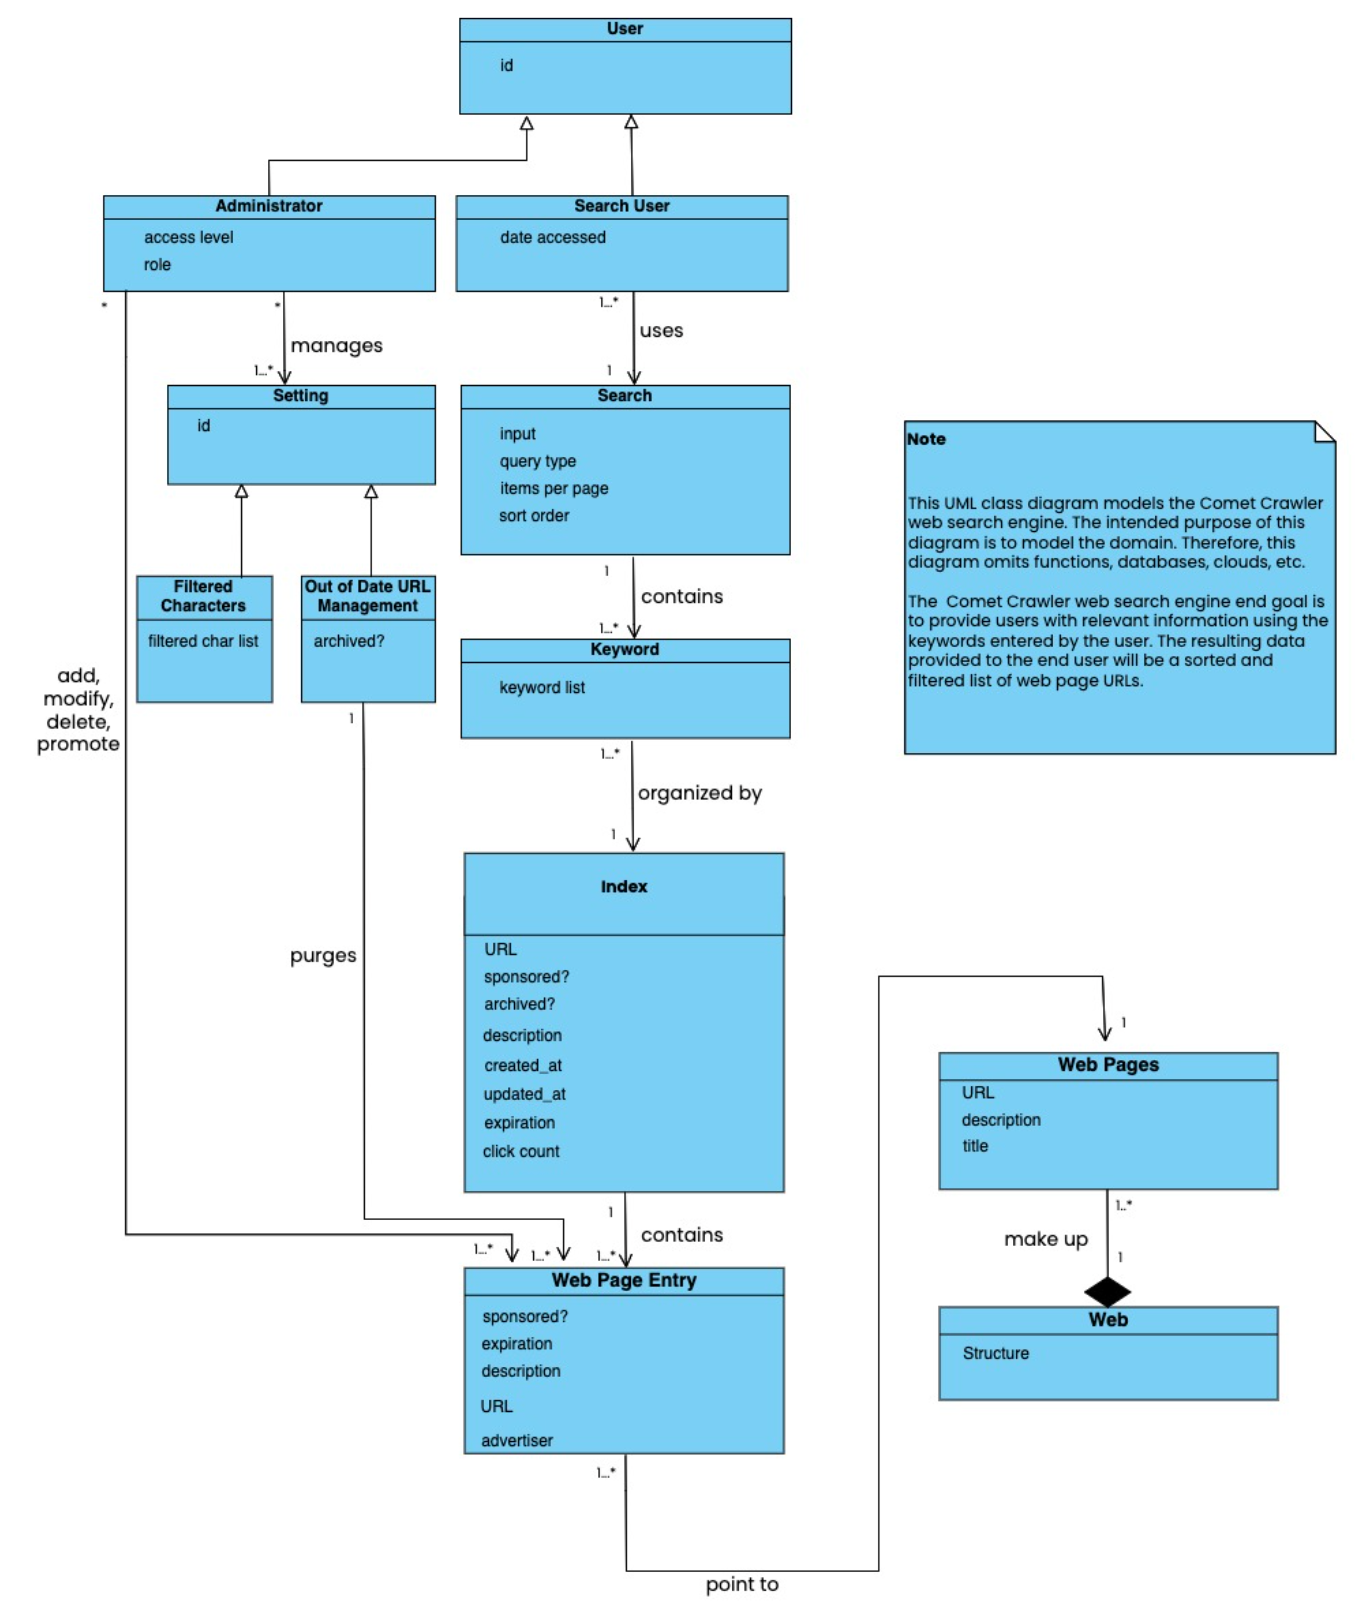 User
id
Administrator
access level
role
Search User
date accessed
*
*
manages
1...*
1...*
uses
1
Setting
id
Search
input
query type
items per page
sort order
Note
This UML class diagram models the Comet Crawler
web search engine. The intended purpose of this
diagram is to model the domain. Therefore, this
diagram omits functions, databases, clouds, etc.
The  Comet Crawler web search engine end goal is
to provide users with relevant information using the
keywords entered by the user. The resulting data
provided to the end user will be a sorted and
filtered list of web page URLs.
Filtered
Characters
filtered char list
Out of Date URL
Management
archived?
1
contains
1...*
Keyword
keyword list
add,
modify,
delete,
promote
1
1...*
organized by
1
purges
Index
URL
sponsored?
archived?
description
created_at
updated_at
expiration
click count
1
Web Pages
URL
description
title
1
contains
1...*
1...*
1...*
1..*
make up
1
Web Page Entry
sponsored?
expiration
description
URL
advertiser
Web
Structure
1...*
point to